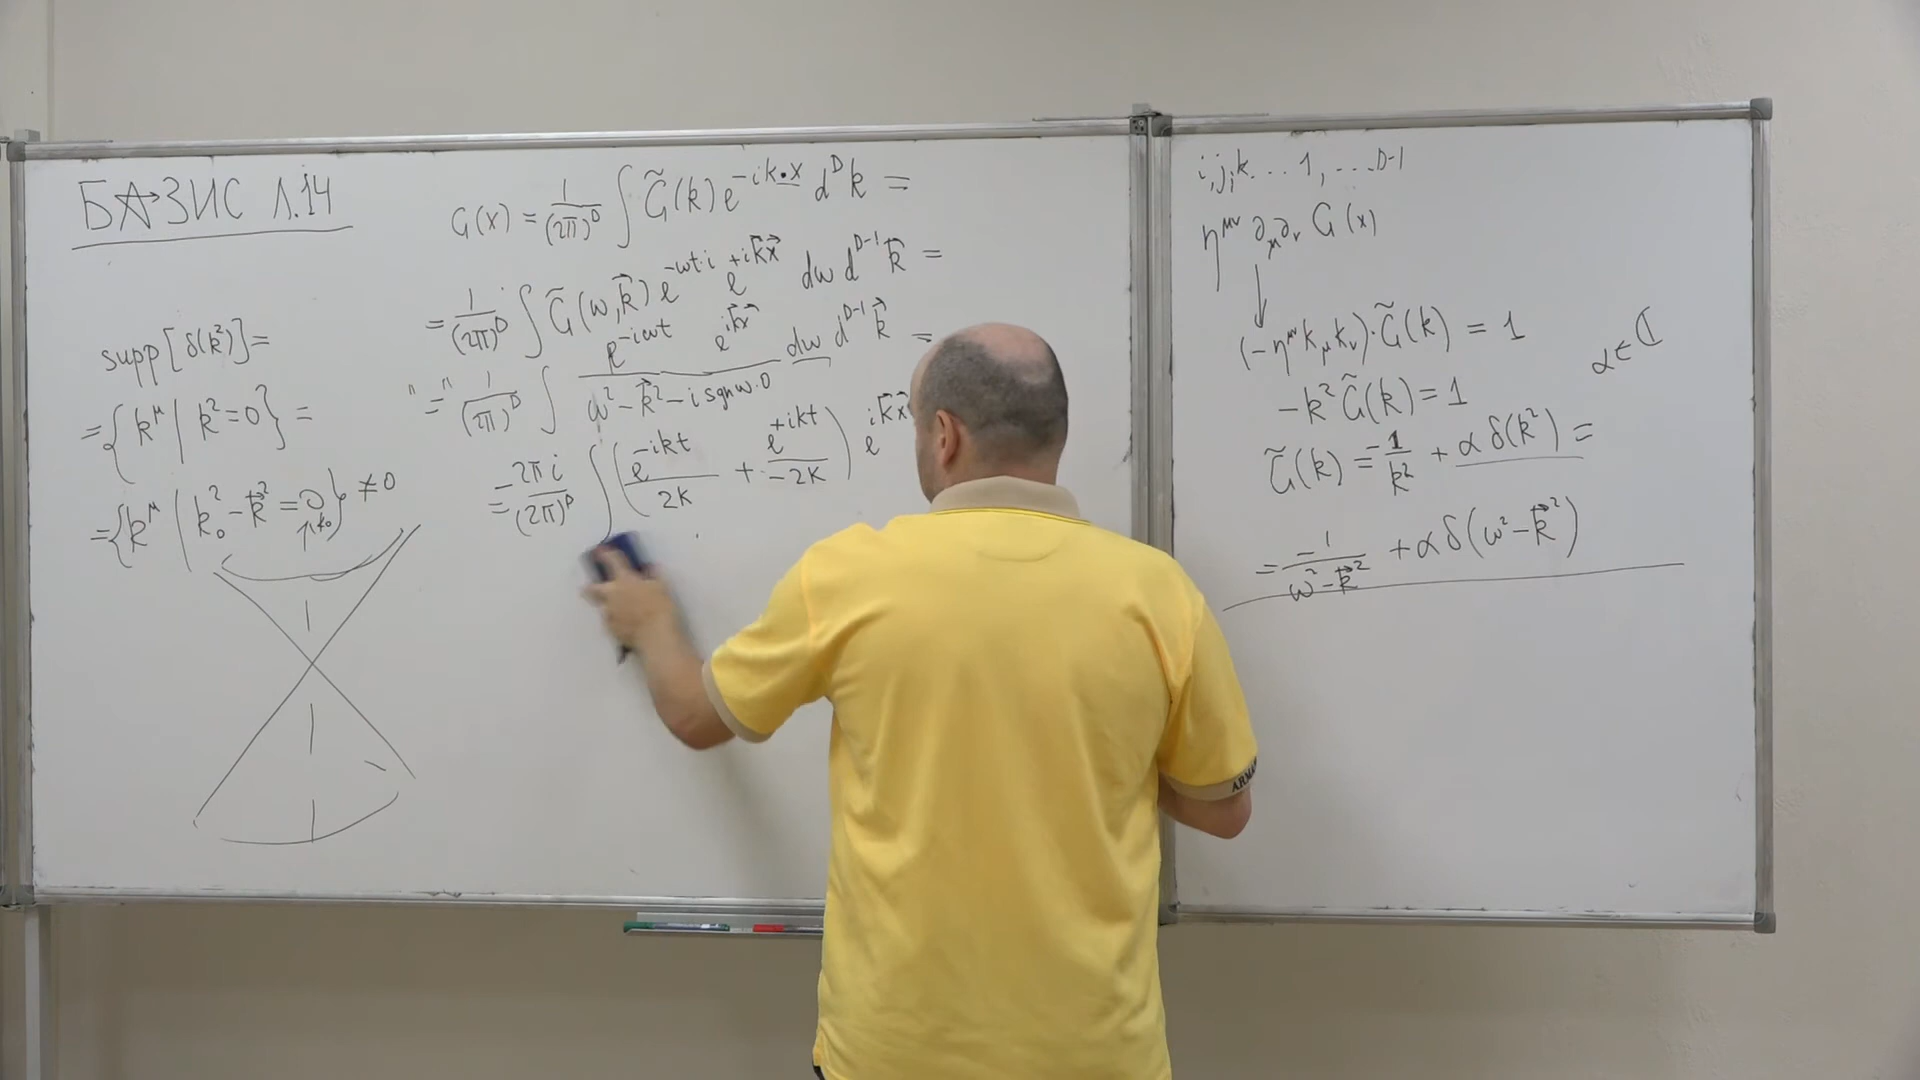 БАЗИС Л.14
supp[δ(k²)]=
={k^μ | k²=0}=
={k^μ | k₀²-k⃗²=0} ≠0
↑k₀
G(x) = 1/(2π)^D ∫ G̃(k) e^{-ik·x} d^D k =
= 1/(2π)^D ∫ G̃(ω,k⃗) e^{-ωt·i} e^{+ik⃗x⃗} dω d^{D-1}k⃗ =
"=" 1/(2π)^D ∫ e^{-iωt} e^{ik⃗x⃗} / (ω²-k⃗²-i sgnω·0) dω d^{D-1}k⃗ =
= -2πi/(2π)^D ∫ (e^{-ikt}/2k + e^{+ikt}/-2k) e^{ik⃗x⃗}
i,j,k... 1,...D-1
η^{μν} ∂_μ ∂_ν G(x)
↓
(-η^{μν} k_μ k_ν)·G̃(k) = 1
-k² G̃(k) = 1
α∈ℂ
G̃(k) = -1/k² + α δ(k²) =
= -1/(ω²-k⃗²) + α δ(ω²-k⃗²)